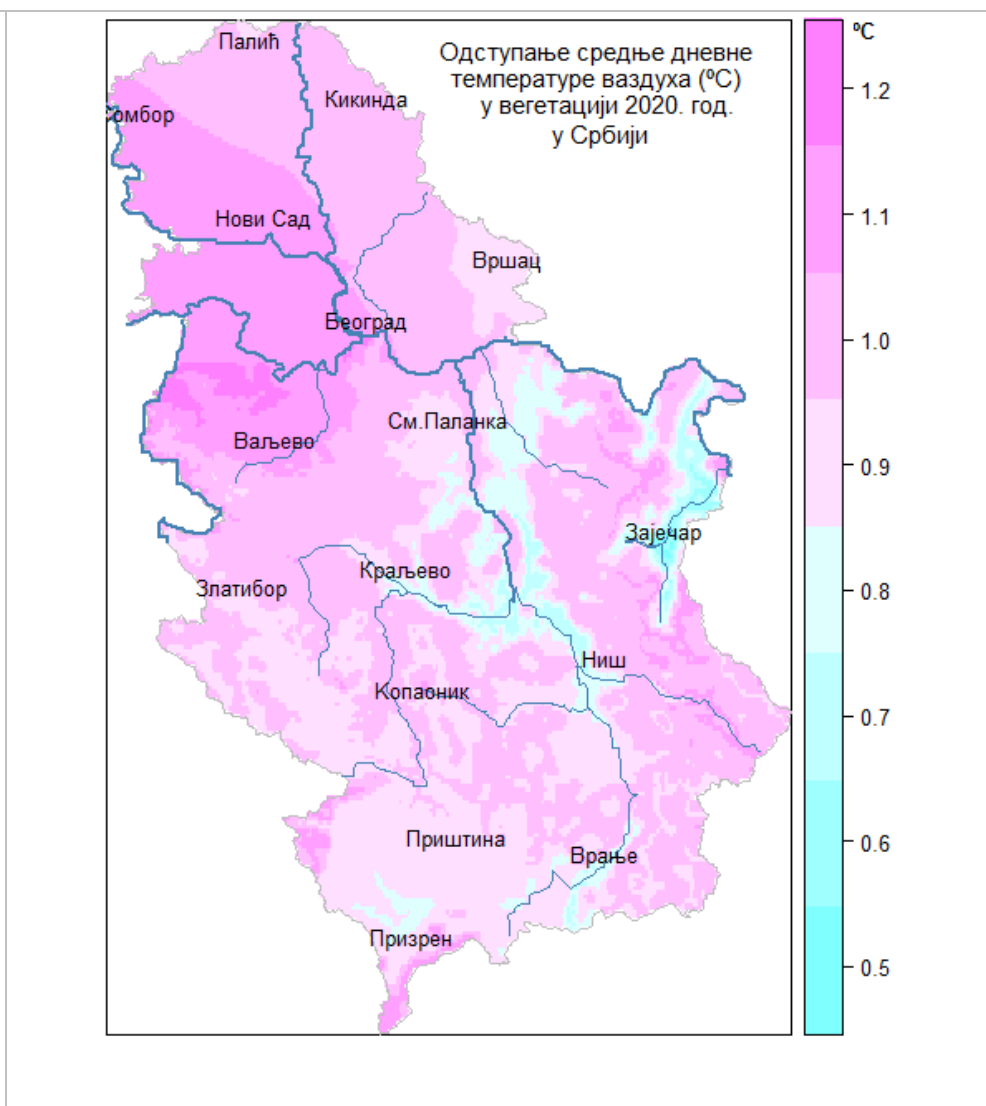 Одступање средње дневне
температуре ваздуха (ºC)
у вегетацији 2020. год.
у Србији
ºC
1.2
1.1
1.0
0.9
0.8
0.7
0.6
0.5
Палић
Кикинда
Сомбор
Нови Сад
Вршац
Београд
См.Паланка
Ваљево
Зајечар
Краљево
Златибор
Ниш
Копаоник
Приштина
Врање
Призрен